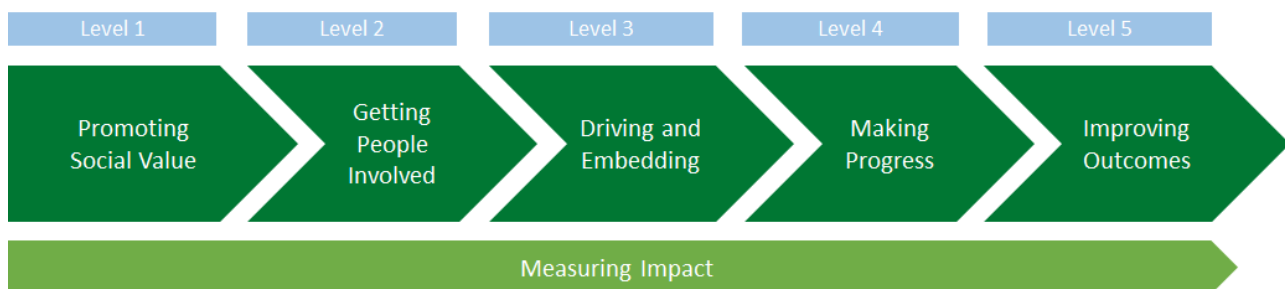 Level 1
Level 2
Level 3
Level 4
Level 5
Promoting
Social Value
Getting
People
Involved
Driving and
Embedding
Making
Progress
Improving
Outcomes
Measuring Impact